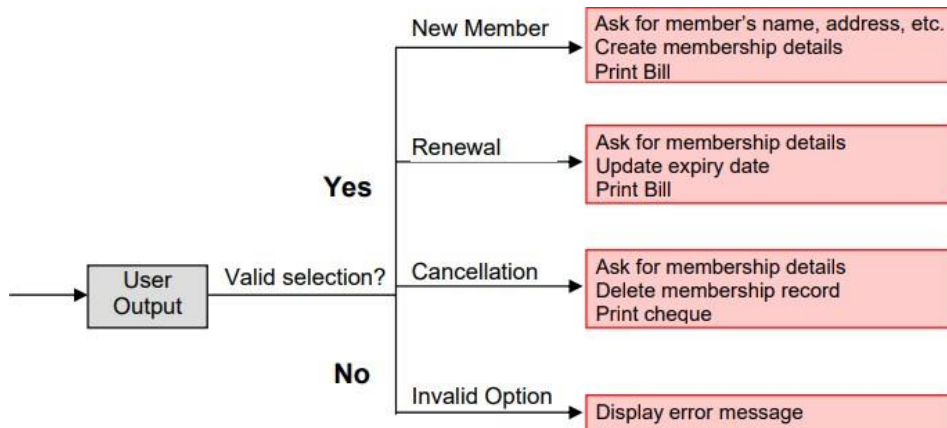 New Member
Ask for member's name, address, etc.
Create membership details
Print Bill
Renewal
Ask for membership details
Update expiry date
Print Bill
Yes
User
Output
Valid selection?
Cancellation
Ask for membership details
Delete membership record
Print cheque
No
Invalid Option
Display error message